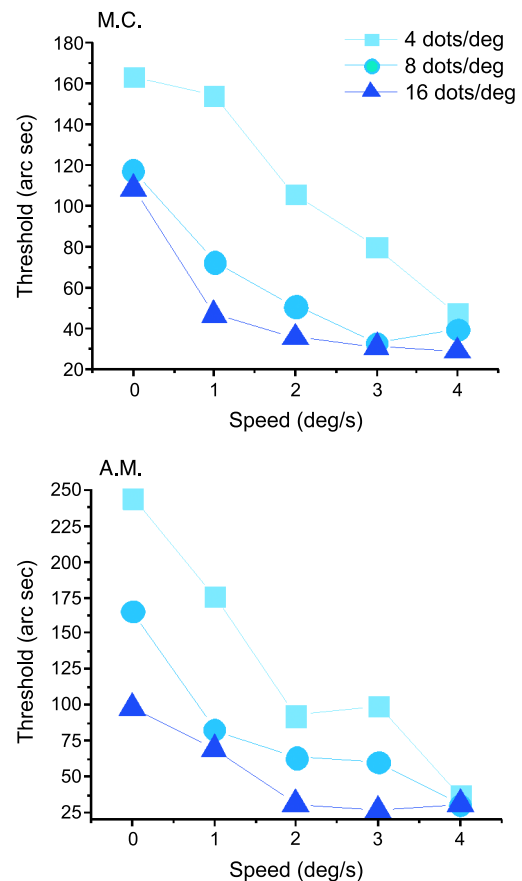 M.C.
4 dots/deg
8 dots/deg
16 dots/deg
Threshold (arc sec)
180
160
140
120
100
80
60
40
20
0 1 2 3 4
Speed (deg/s)
A.M.
Threshold (arc sec)
250
225
200
175
150
125
100
75
50
25
0 1 2 3 4
Speed (deg/s)